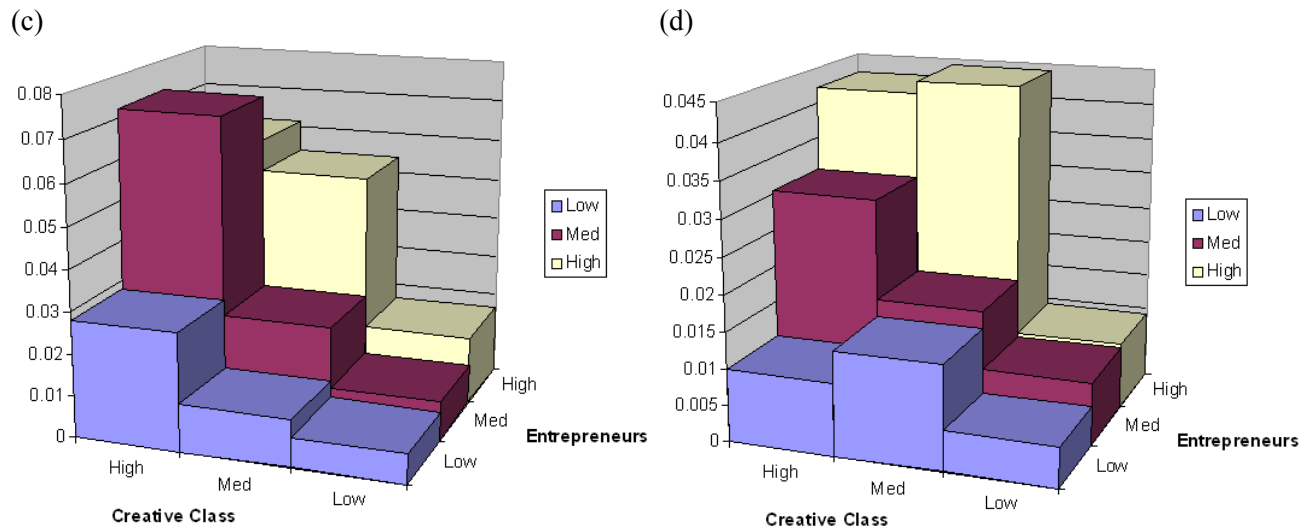 (c)
0.08
0.07
0.06
0.05
0.04
0.03
0.02
0.01
0
High
Med
Low
Creative Class
Low
Med
High
Entrepreneurs
Low
Med
High
(d)
0.045
0.04
0.035
0.03
0.025
0.02
0.015
0.01
0.005
0
High
Med
Low
Creative Class
Low
Med
High
Entrepreneurs
Low
Med
High